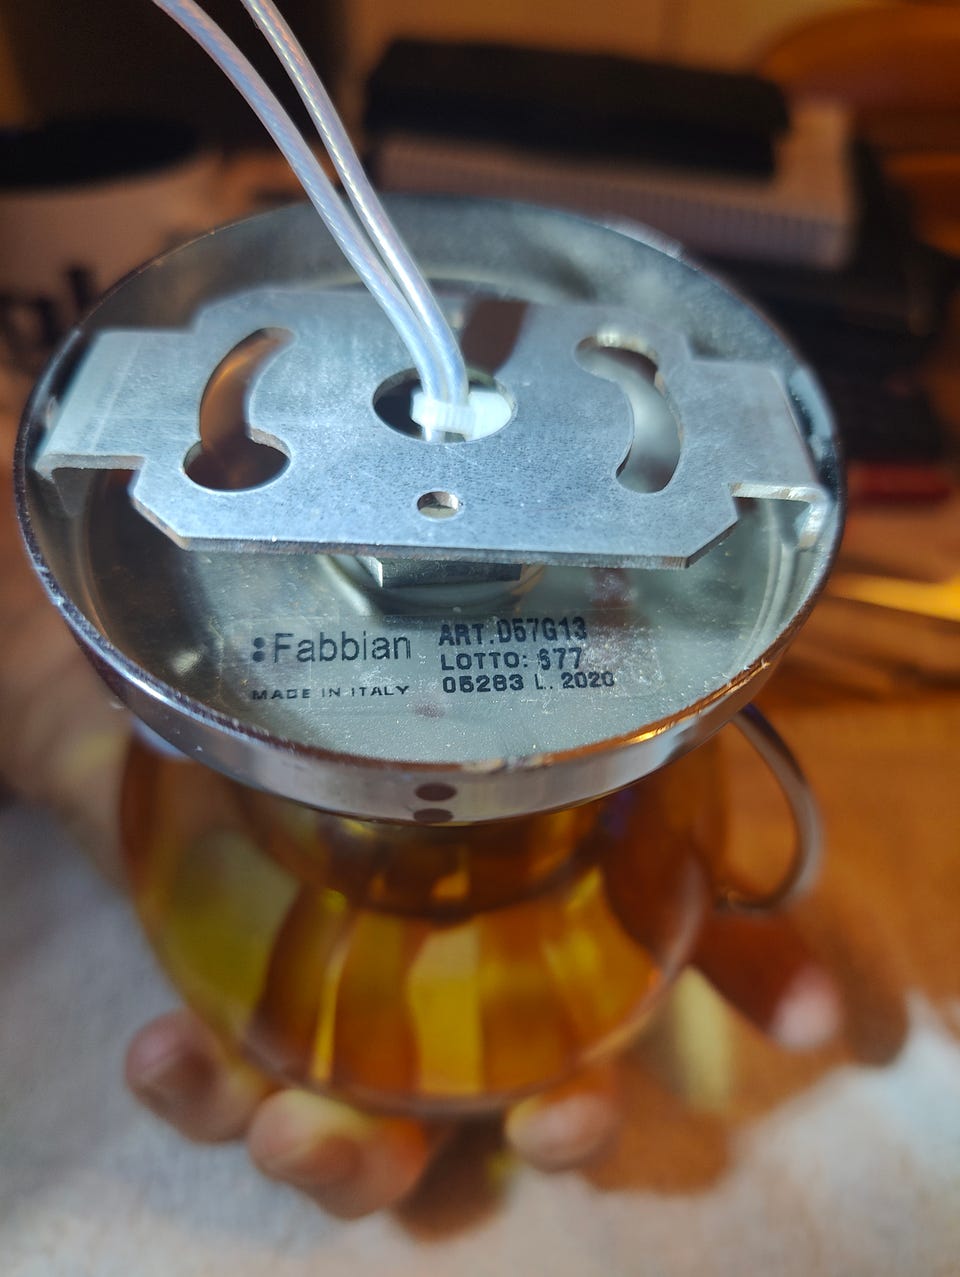 Fabbian
MADE IN ITALY
ART.D57G13
LOTTO: 677
05283 L. 2020